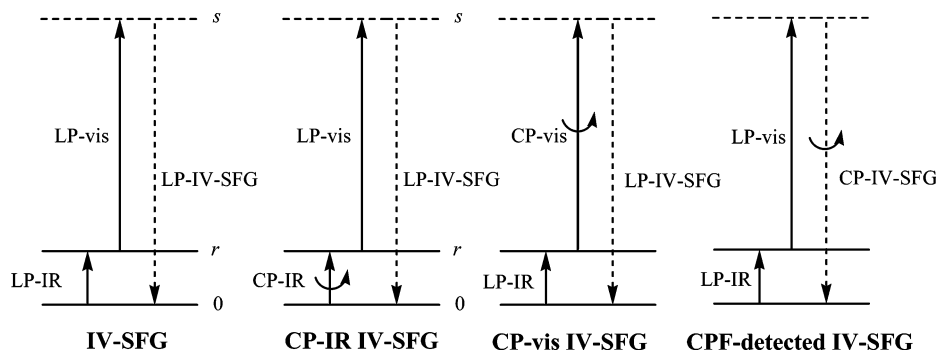 s
LP-vis
LP-IV-SFG
r
LP-IR
0
IV-SFG
s
LP-vis
LP-IV-SFG
r
CP-IR
0
CP-IR IV-SFG
CP-vis
LP-IV-SFG
LP-IR
CP-vis IV-SFG
LP-vis
CP-IV-SFG
LP-IR
CPF-detected IV-SFG